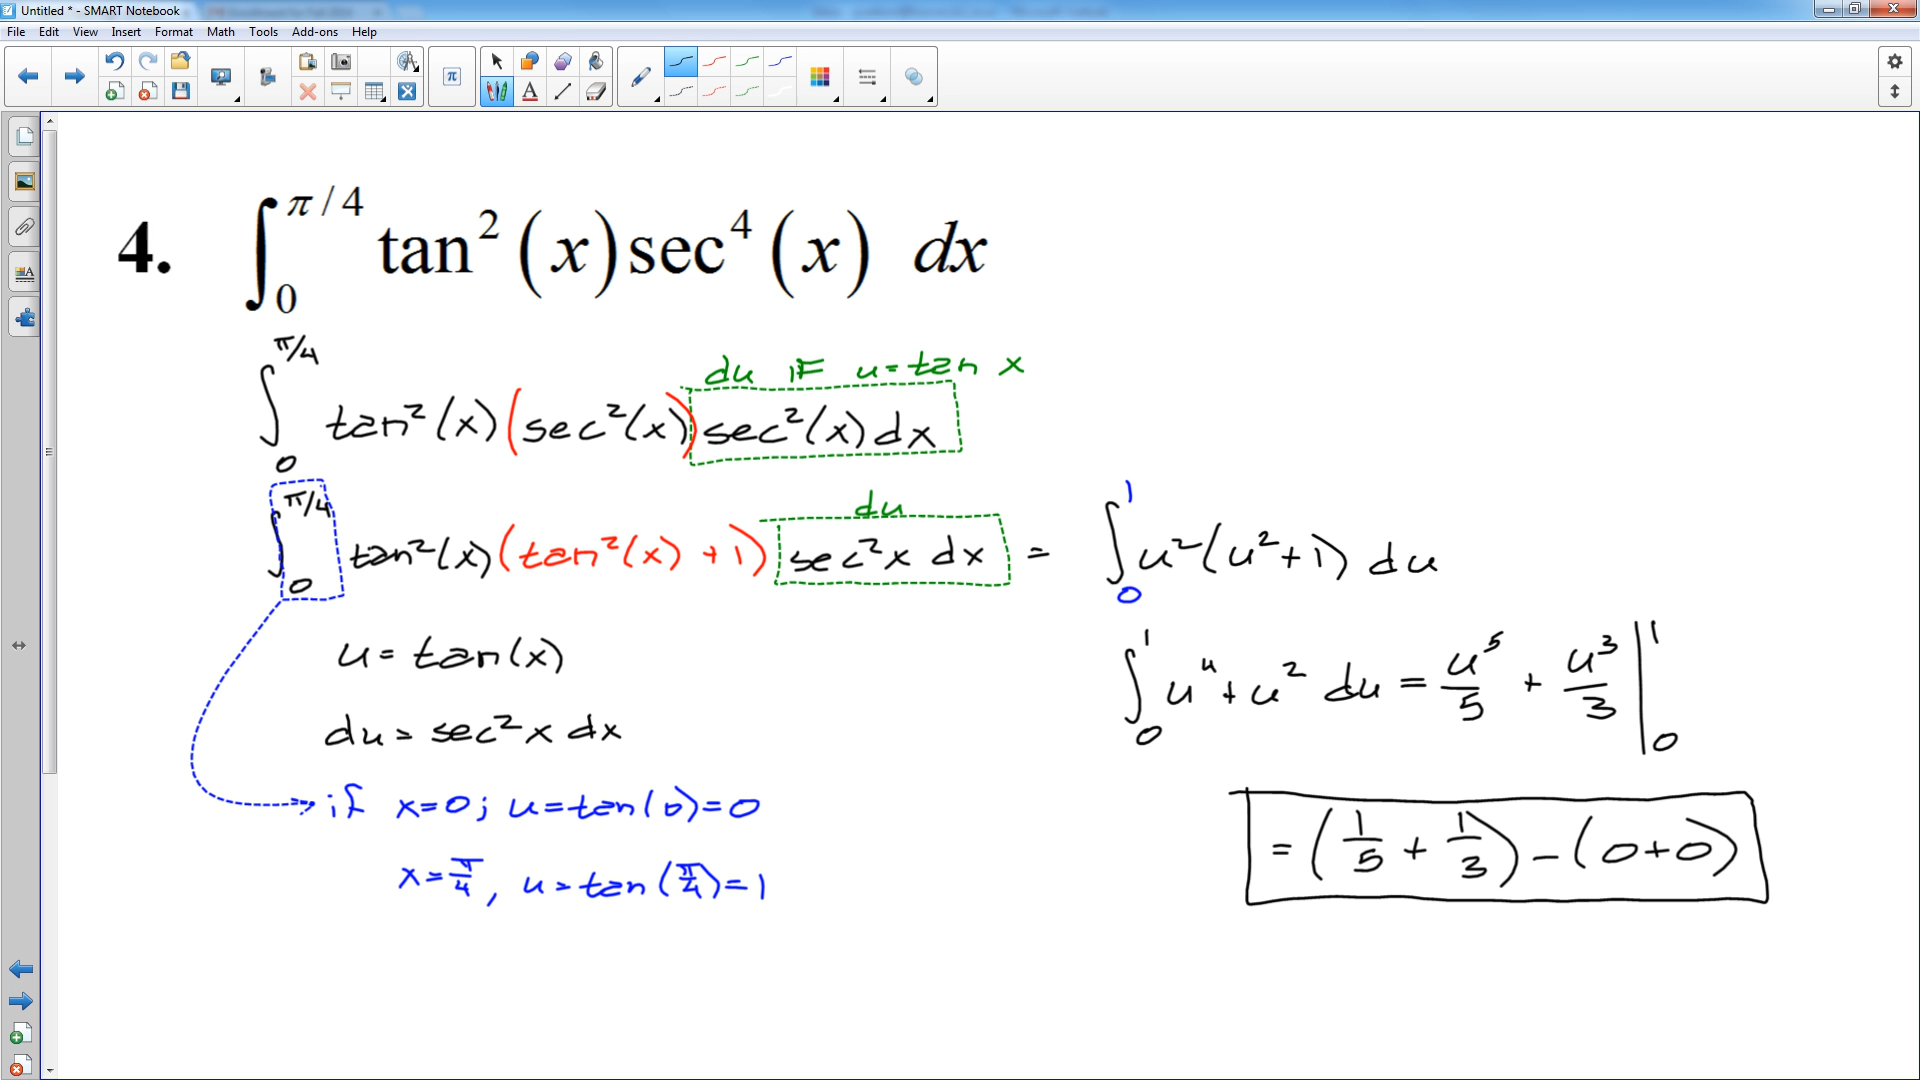 Untitled * - SMART Notebook
File Edit View Insert Format Math Tools Add-ons Help
4. ∫₀^{π/4} tan²(x)sec⁴(x) dx
du if u=tan x
∫₀^{π/4} tan²(x)(sec²(x))sec²(x)dx
du
∫₀^{π/4} tan²(x)(tan²(x)+1) sec²x dx = ∫₀¹ u²(u²+1) du
u=tan(x)
∫₀¹ u⁴+u² du = u⁵/5 + u³/3 |₀¹
du= sec²x dx
if x=0; u=tan(0)=0
= (1/5 + 1/3) - (0+0)
x=π/4, u=tan(π/4)=1